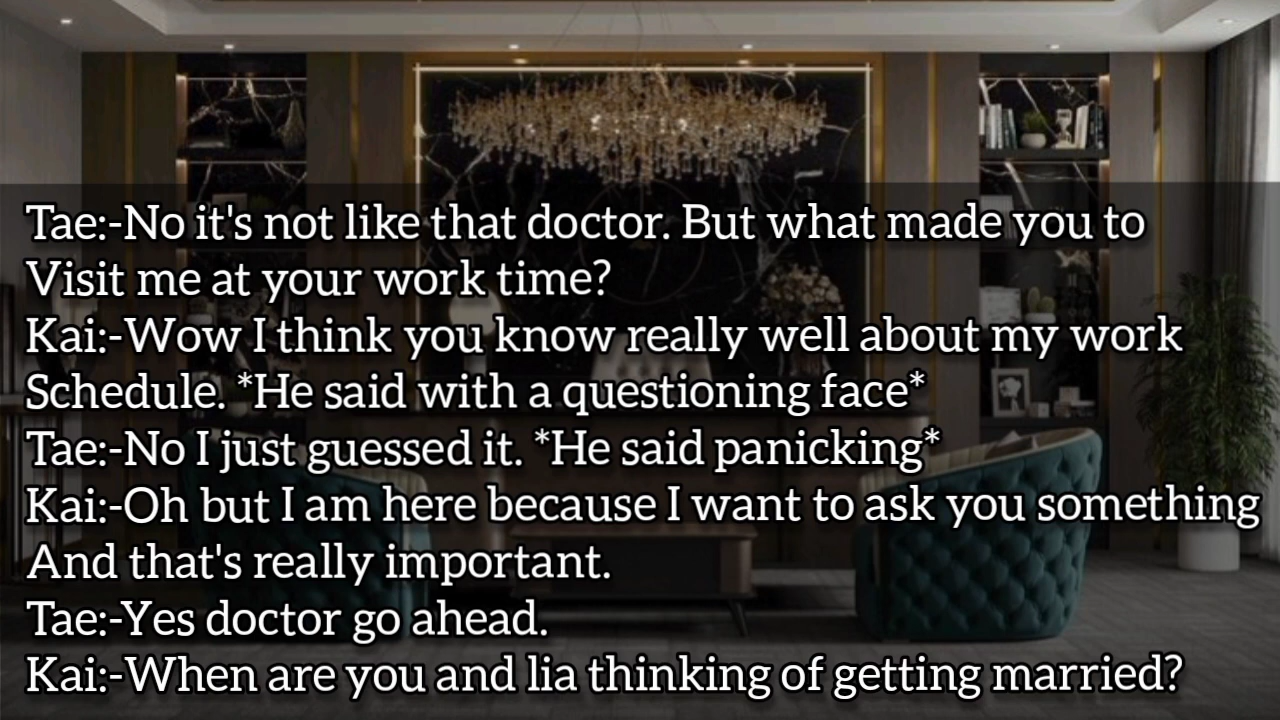 Tae:-No it's not like that doctor. But what made you to
Visit me at your work time?
Kai:-Wow I think you know really well about my work
Schedule. *He said with a questioning face*
Tae:-No I just guessed it. *He said panicking*
Kai:-Oh but I am here because I want to ask you something
And that's really important.
Tae:-Yes doctor go ahead.
Kai:-When are you and lia thinking of getting married?